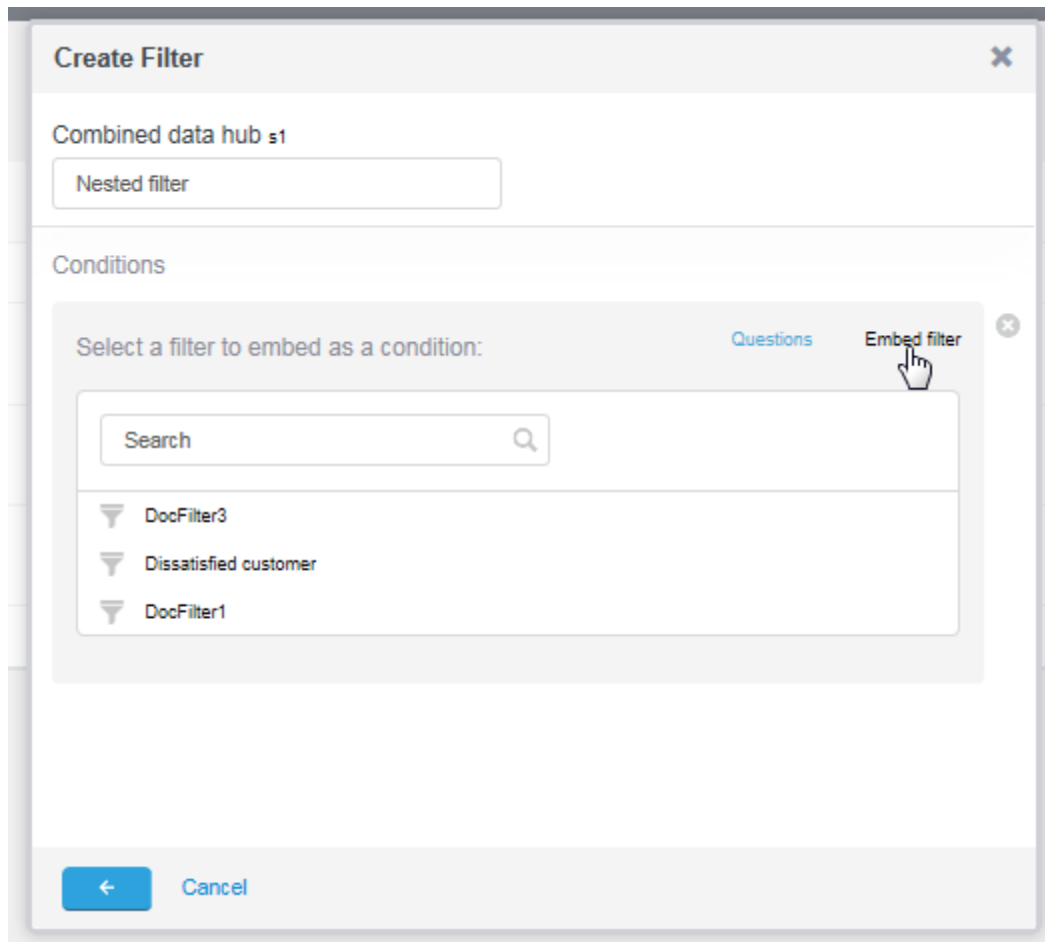 Create Filter
Combined data hub s1
Nested filter
Conditions
Select a filter to embed as a condition:
Questions
Embed filter
Search
DocFilter3
Dissatisfied customer
DocFilter1
Cancel